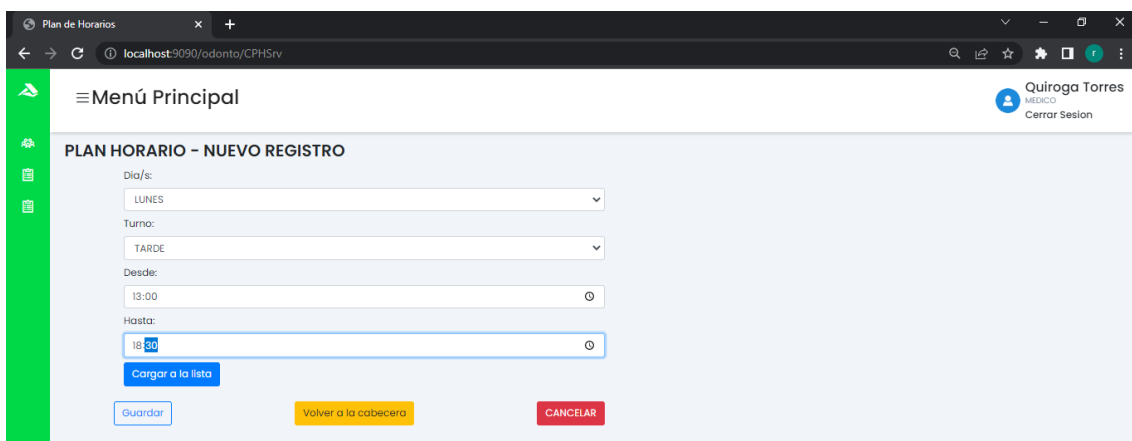 Plan de Horarios
localhost:9090/odonto/CPHSrv
r
Menú Principal
Quiroga Torres
MEDICO
Cerrar Sesion
PLAN HORARIO - NUEVO REGISTRO
Dia/s:
LUNES
Turno:
TARDE
Desde:
13:00
Hasta:
18:30
Cargar a la lista
Guardar
Volver a la cabecera
CANCELAR